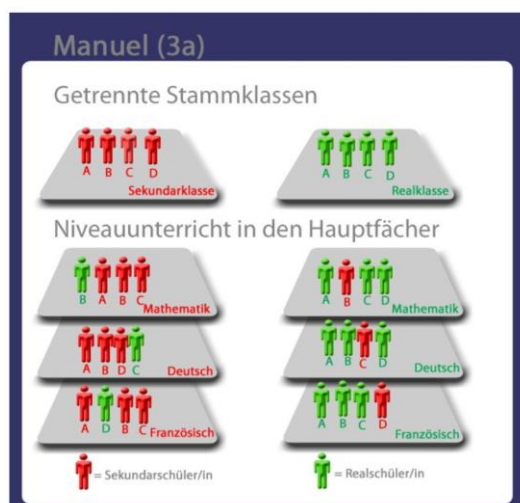 Manuel (3a)
Getrennte Stammklassen
A B C D
Sekundarklasse
A B C D
Realklasse
Niveauunterricht in den Hauptfächer
B A B C
Mathematik
A B C D
Mathematik
A B D C
Deutsch
A B C D
Deutsch
A D B C
Französisch
A B C D
Französisch
= Sekundarschüler/in
= Realschüler/in